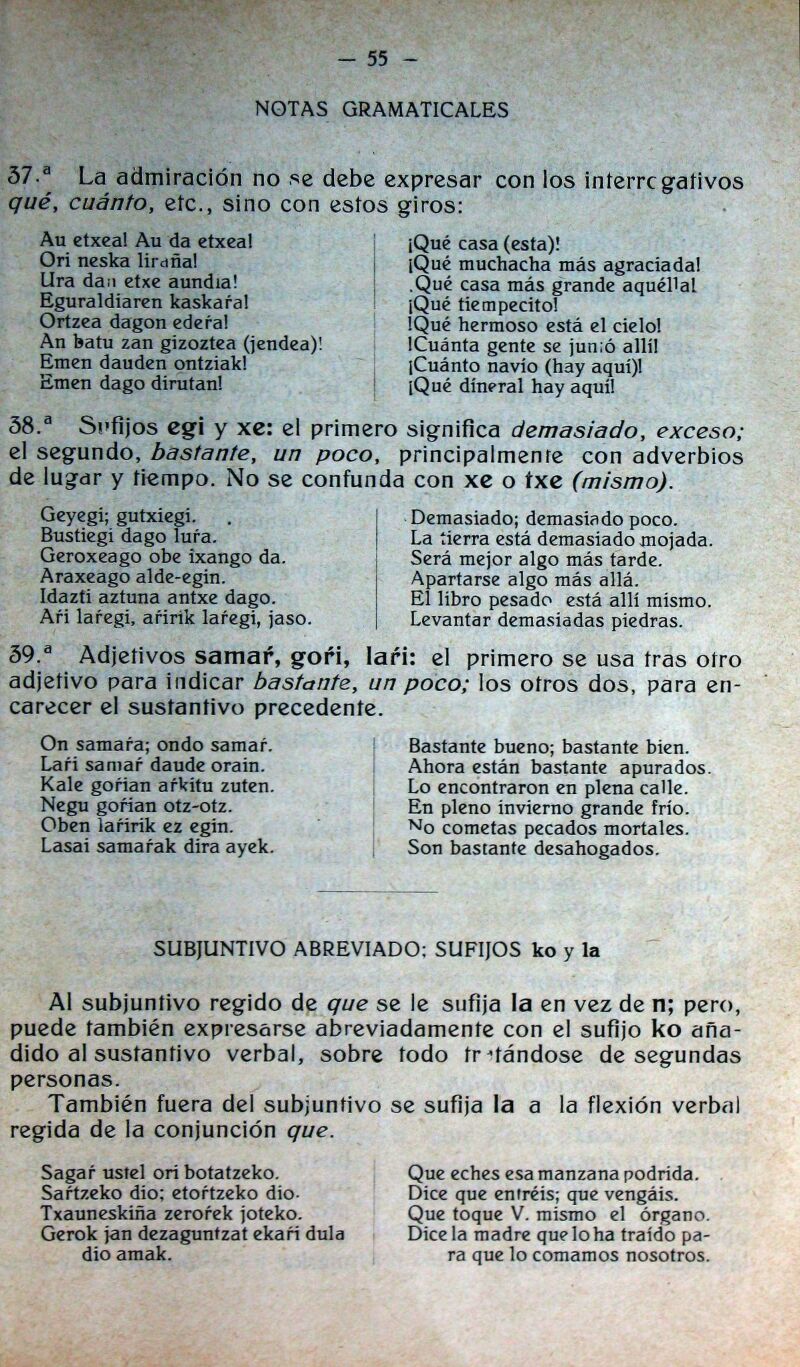 — 55 -
NOTAS GRAMATICALES
37.ª La admiración no se debe expresar con los interrcgativos
qué, cuánto, etc., sino con estos giros:
Au etxea! Au da etxea!
Ori neska liraña!
Ura dan etxe aundia!
Eguraldiaren kaskaŕa!
Ortzea dagon edeŕa!
An batu zan gizoztea (jendea)!
Emen dauden ontziak!
Emen dago dirutan!
¡Qué casa (esta)!
¡Qué muchacha más agraciada!
.Qué casa más grande aquélla!
¡Qué tiempecito!
!Qué hermoso está el cielo!
!Cuánta gente se junió allí!
¡Cuánto navío (hay aquí)!
¡Qué díneral hay aquí!
38.ª Sufijos egi y xe: el primero significa demasiado, exceso;
el segundo, bastante, un poco, principalmente con adverbios
de lugar y tiempo. No se confunda con xe o txe (mismo).
Geyegi; gutxiegi.
Bustiegi dago luŕa.
Geroxeago obe ixango da.
Araxeago alde-egin.
Idazti aztuna antxe dago.
Aŕi laŕegi, aŕirik laŕegi, jaso.
Demasiado; demasiado poco.
La tierra está demasiado mojada.
Será mejor algo más tarde.
Apartarse algo más allá.
El libro pesado está allí mismo.
Levantar demasiadas piedras.
39.ª Adjetivos samaŕ, goŕi, laŕi: el primero se usa tras otro
adjetivo para indicar bastante, un poco; los otros dos, para en-
carecer el sustantivo precedente.
On samaŕa; ondo samaŕ.
Laŕi samaŕ daude orain.
Kale goŕian aŕkitu zuten.
Negu goŕian otz-otz.
Oben laŕirik ez egin.
Lasai samaŕak dira ayek.
Bastante bueno; bastante bien.
Ahora están bastante apurados.
Lo encontraron en plena calle.
En pleno invierno grande frío.
No cometas pecados mortales.
Son bastante desahogados.
SUBJUNTIVO ABREVIADO: SUFIJOS ko y la
Al subjuntivo regido de que se le sufija la en vez de n; pero,
puede también expresarse abreviadamente con el sufijo ko aña-
dido al sustantivo verbal, sobre todo tratándose de segundas
personas.
También fuera del subjuntivo se sufija la a la flexión verbal
regida de la conjunción que.
Sagaŕ ustel ori botatzeko.
Saŕtzeko dio; etoŕtzeko dio.
Txauneskiña zeroŕek joteko.
Gerok jan dezaguntzat ekaŕi dula
dio amak.
Que eches esa manzana podrida.
Dice que entréis; que vengáis.
Que toque V. mismo el órgano.
Dice la madre que lo ha traído pa-
ra que lo comamos nosotros.